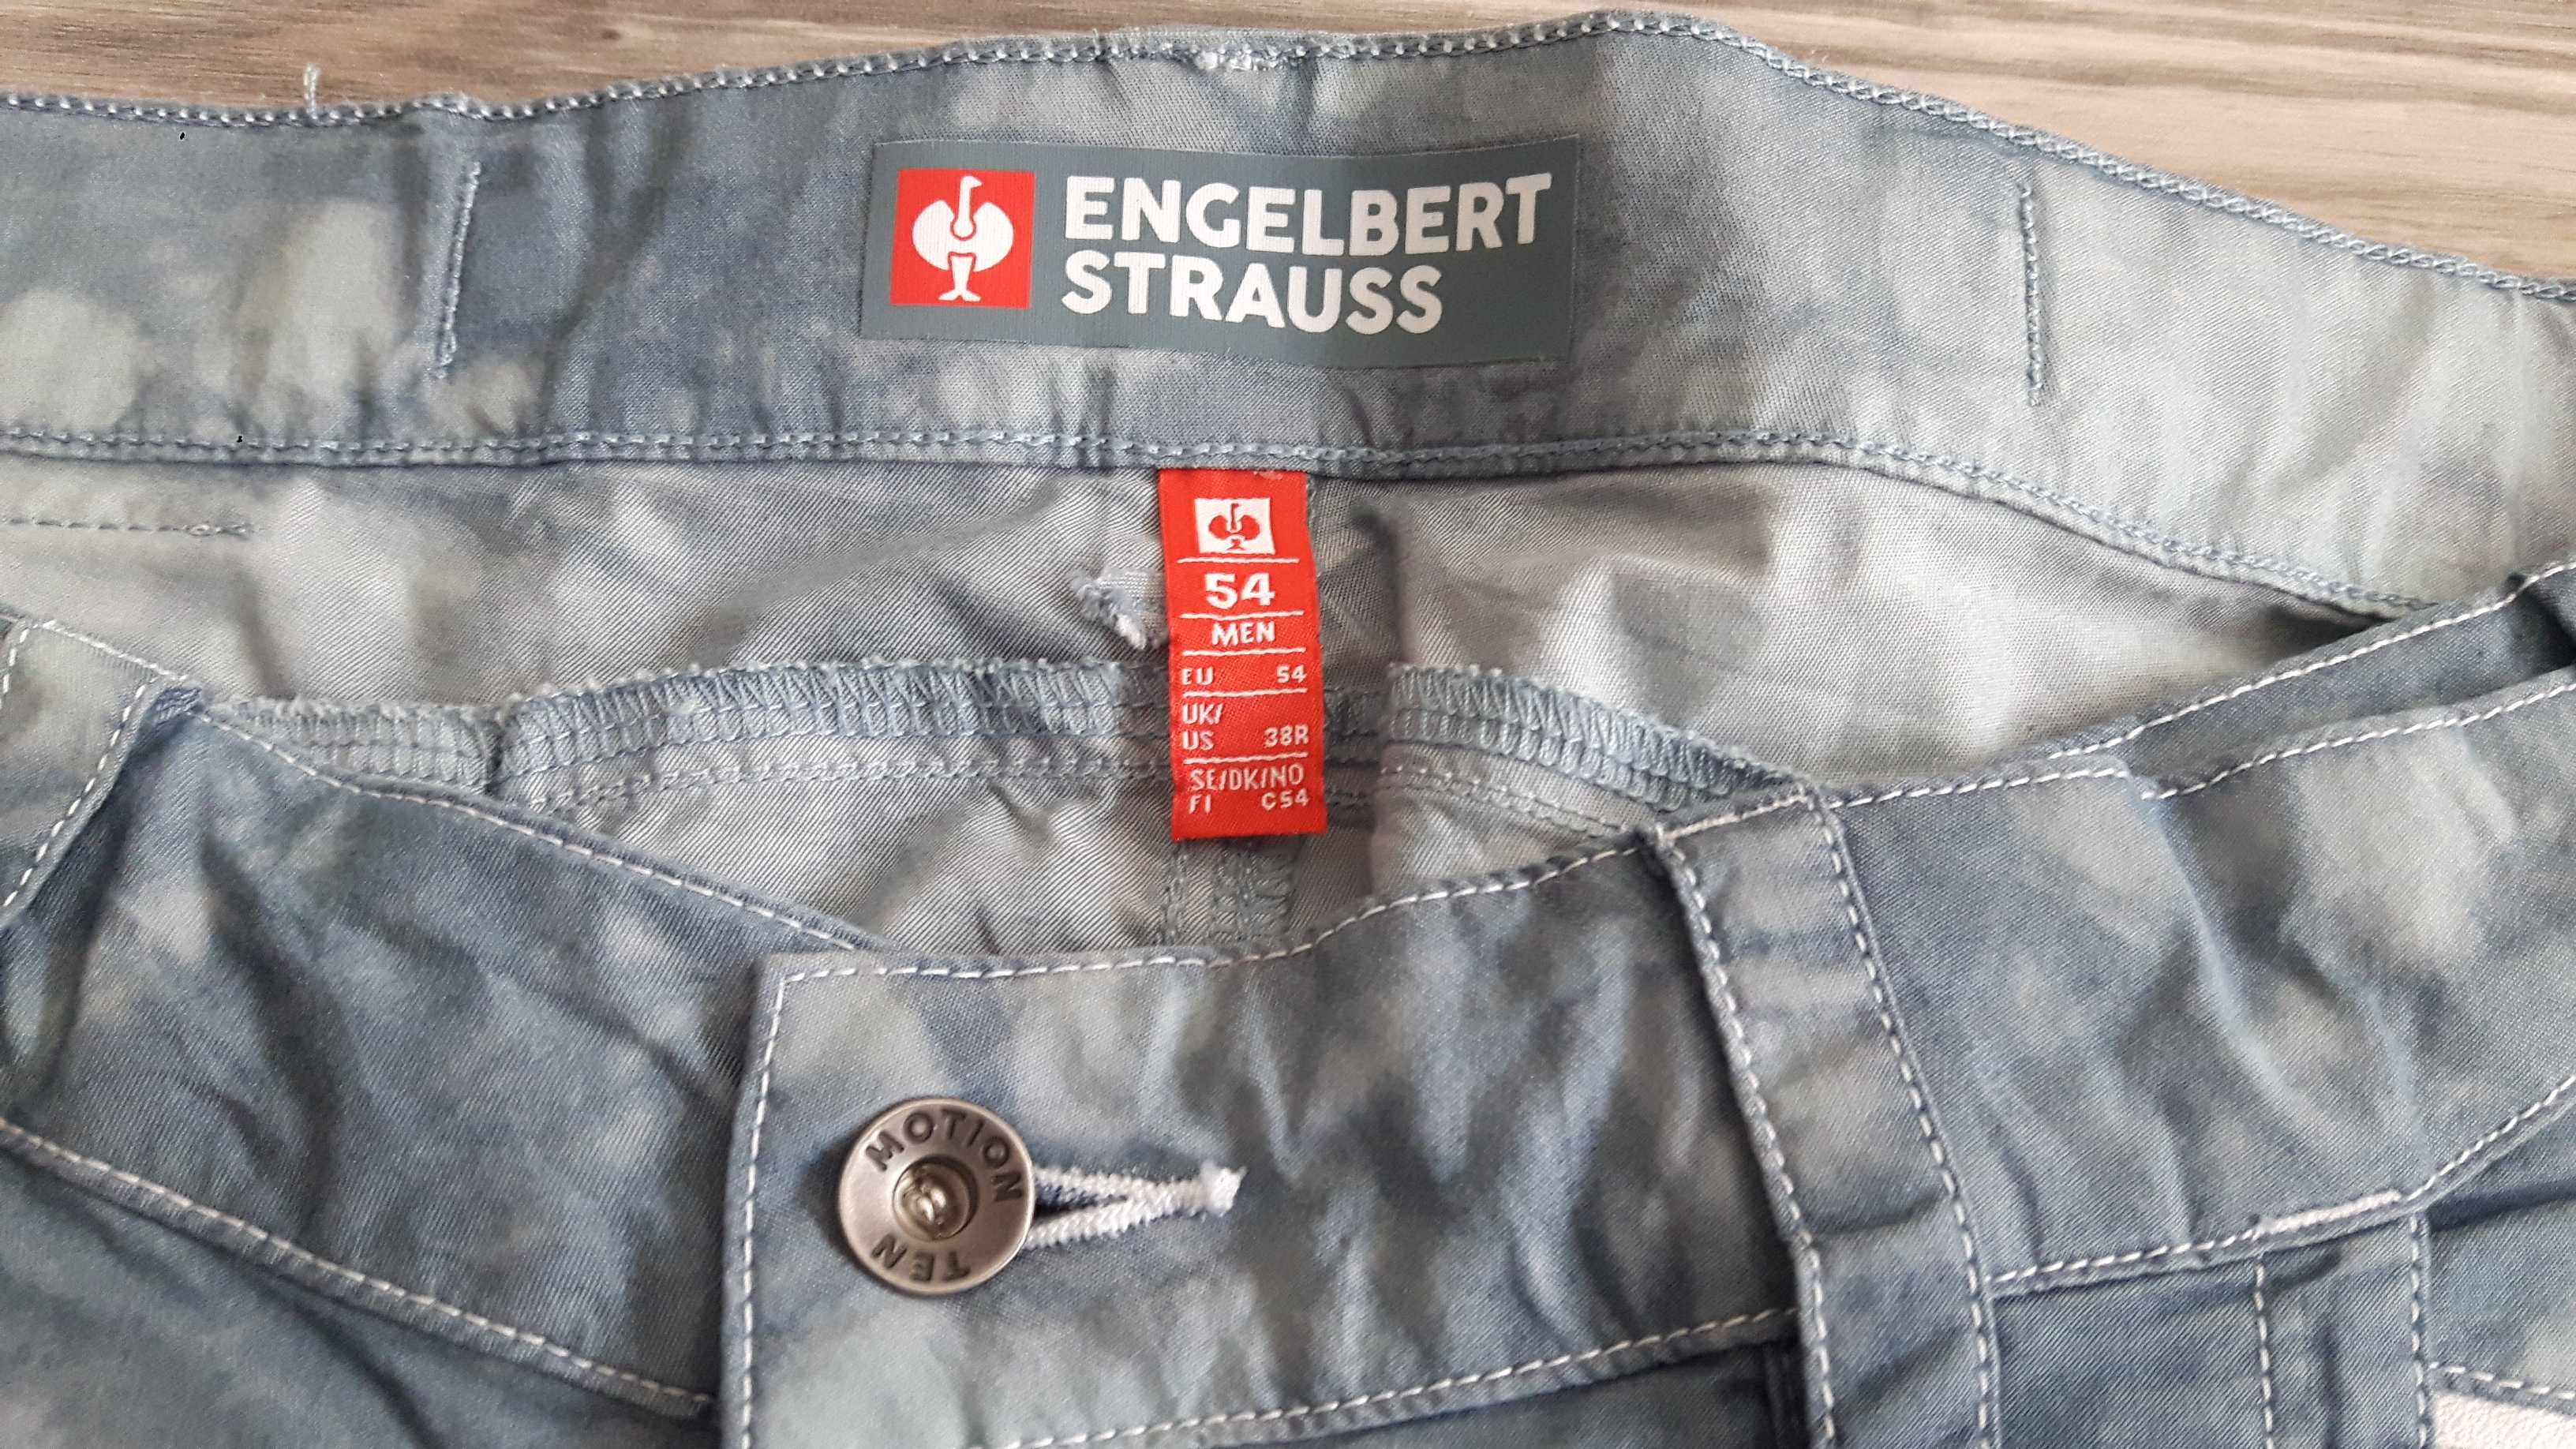 ENGELBERT
STRAUSS
54
MEN
EU 54
UK/
US 38R
SE/DK/NO
FI C54
MOTION
TEN